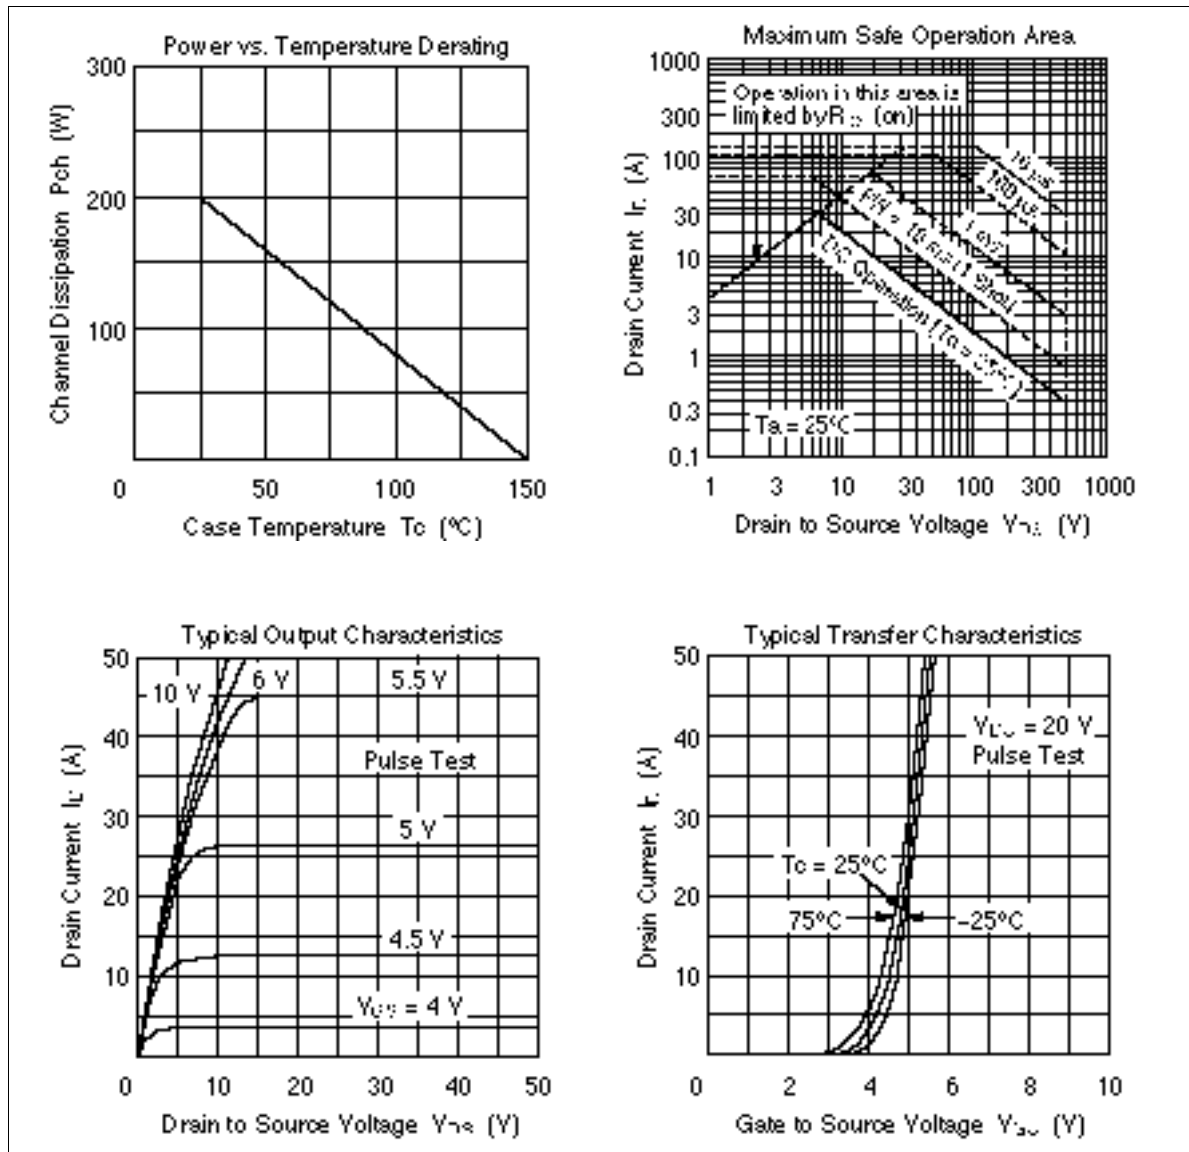 Power vs. Temperature Derating
300
200
100
0
50
100
150
Channel Dissipation Pch (W)
Case Temperature Tc (°C)
Maximum Safe Operation Area
1000
300
100
30
10
3
1
0.3
0.1
1
3
10
30
100
300
1000
Drain Current (A)
Operation in this area is
limited by R (on)
10 µs
100 µs
1 ms
PW = 10 ms (1 Shot)
DC Operation (Tc = 25°C)
Ta = 25°C
Drain to Source Voltage (V)
Typical Output Characteristics
50
40
30
20
10
0
10
20
30
40
50
Drain Current (A)
10 V
6 V
5.5 V
Pulse Test
5 V
4.5 V
VGS = 4 V
Drain to Source Voltage VDS (V)
Typical Transfer Characteristics
50
40
30
20
10
0
2
4
6
8
10
Drain Current (A)
= 20 V
Pulse Test
Tc = 25°C
75°C
–25°C
Gate to Source Voltage (V)